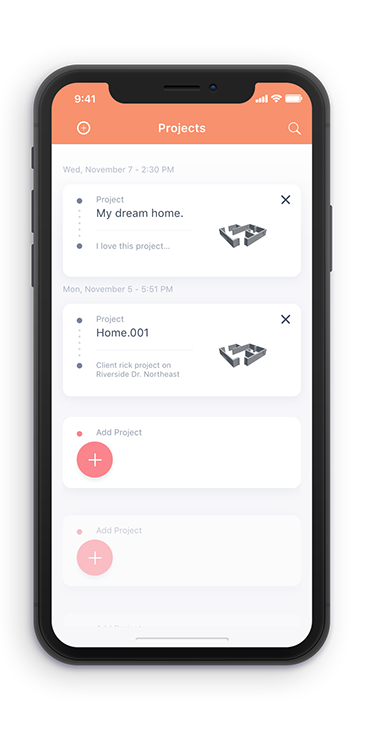 9:41
Projects
Wed, November 7 - 2:30 PM
Project
My dream home.
I love this project...
Mon, November 5 - 5:51 PM
Project
Home.001
Client rick project on
Riverside Dr. Northeast
Add Project
Add Project